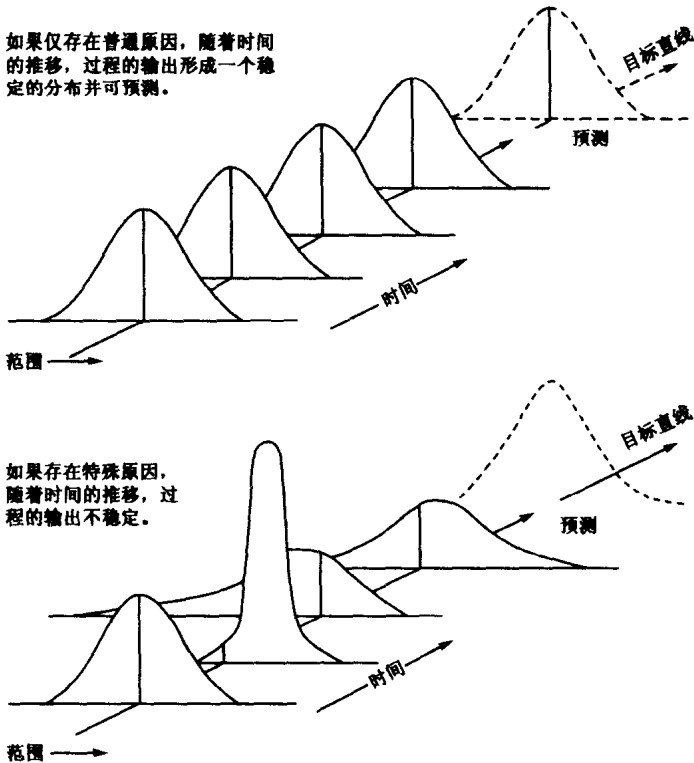 如果仅存在普通原因，随着时间
的推移，过程的输出形成一个稳
定的分布并可预测。
目标直线
预测
时间
范围
如果存在特殊原因，
随着时间的推移，过
程的输出不稳定。
目标直线
预测
时间
范围